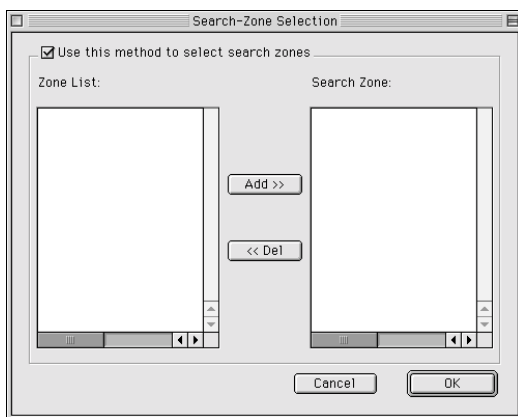 Search-Zone Selection
Use this method to select search zones
Zone List:
Search Zone:
Add >>
<< Del
Cancel
OK